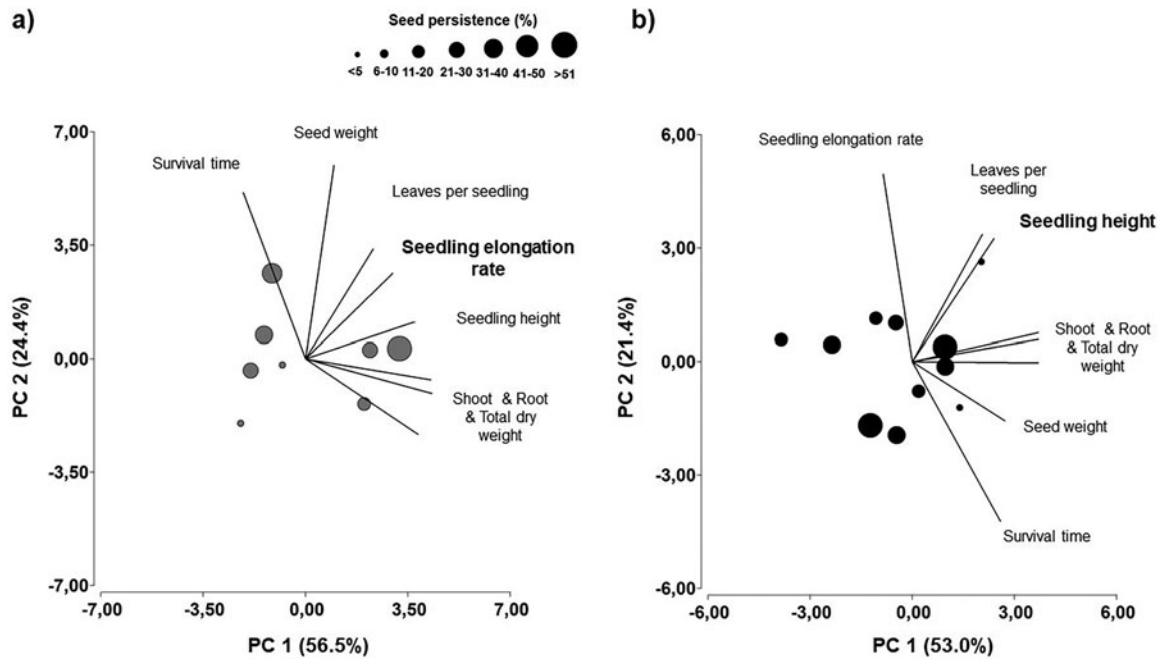 a)
Seed persistence (%)
<5 6-10 11-20 21-30 31-40 41-50 >51
7,00
3,50
0,00
-3,50
-7,00
PC 2 (24.4%)
-7,00 -3,50 0,00 3,50 7,00
PC 1 (56.5%)
Survival time
Seed weight
Leaves per seedling
Seedling elongation
rate
Seedling height
Shoot & Root
& Total dry
weight
b)
6,00
3,00
0,00
-3,00
-6,00
PC 2 (21.4%)
-6,00 -3,00 0,00 3,00 6,00
PC 1 (53.0%)
Seedling elongation rate
Leaves per
seedling
Seedling height
Shoot & Root
& Total dry
weight
Seed weight
Survival time